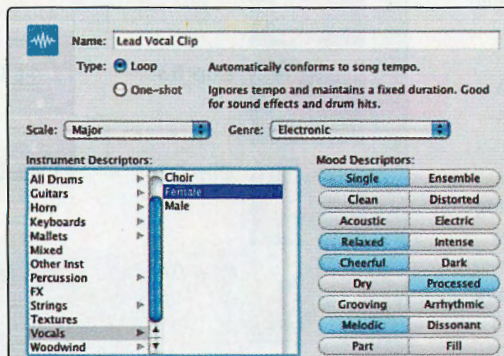 Name: Lead Vocal Clip
Type: Loop Automatically conforms to song tempo.
One-shot Ignores tempo and maintains a fixed duration. Good
for sound effects and drum hits.
Scale: Major Genre: Electronic
Instrument Descriptors:
All Drums
Guitars
Horn
Keyboards
Mallets
Mixed
Other Inst
Percussion
FX
Strings
Textures
Vocals
Woodwind
Choir
Female
Male
Mood Descriptors:
Single Ensemble
Clean Distorted
Acoustic Electric
Relaxed Intense
Cheerful Dark
Dry Processed
Grooving Arrhythmic
Melodic Dissonant
Part Fill